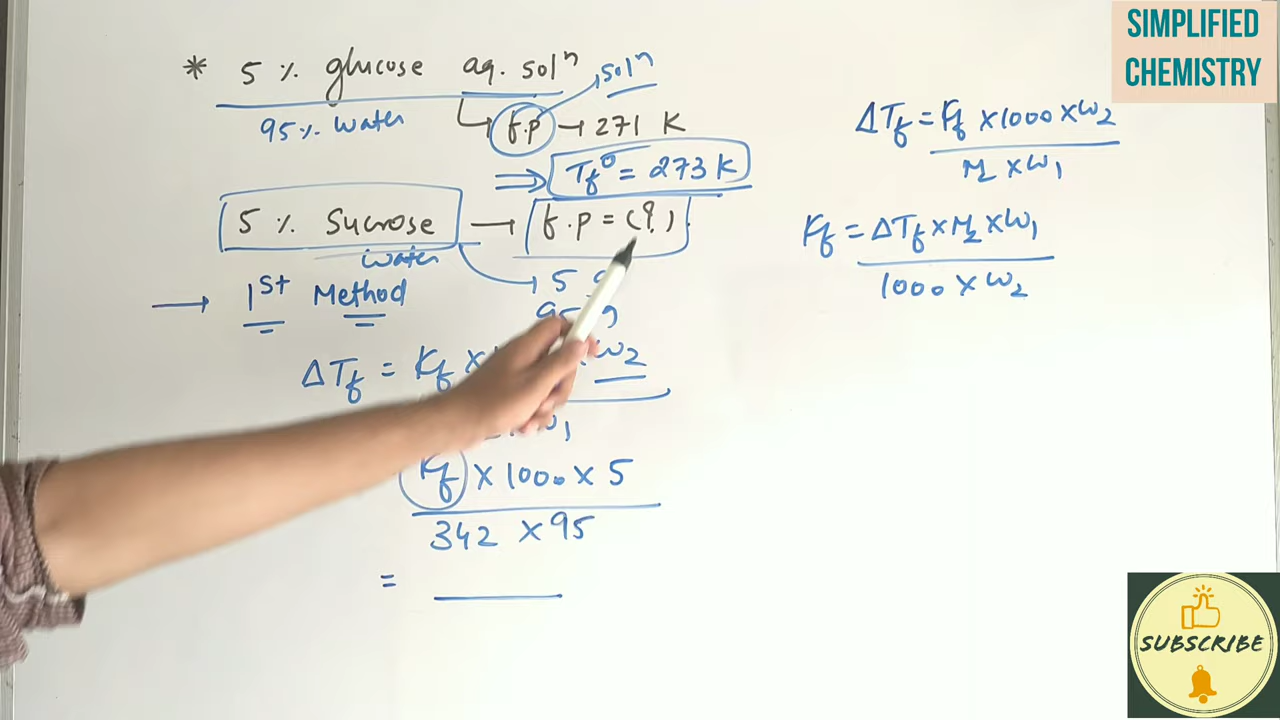 SIMPLIFIED
CHEMISTRY
* 5 % glucose aq. solⁿ
solⁿ
95% water
f.p → 271 K
⇒ Tf° = 273 K
5 % Sucrose → f.p = (?)
water
→ 1st Method
5
ΔTf = Kf × w₂
Kf × 1000 × 5
342 × 95
=
ΔTf = Kf × 1000 × w₂
M₂ × w₁
Kf = ΔTf × M₂ × w₁
1000 × w₂
SUBSCRIBE